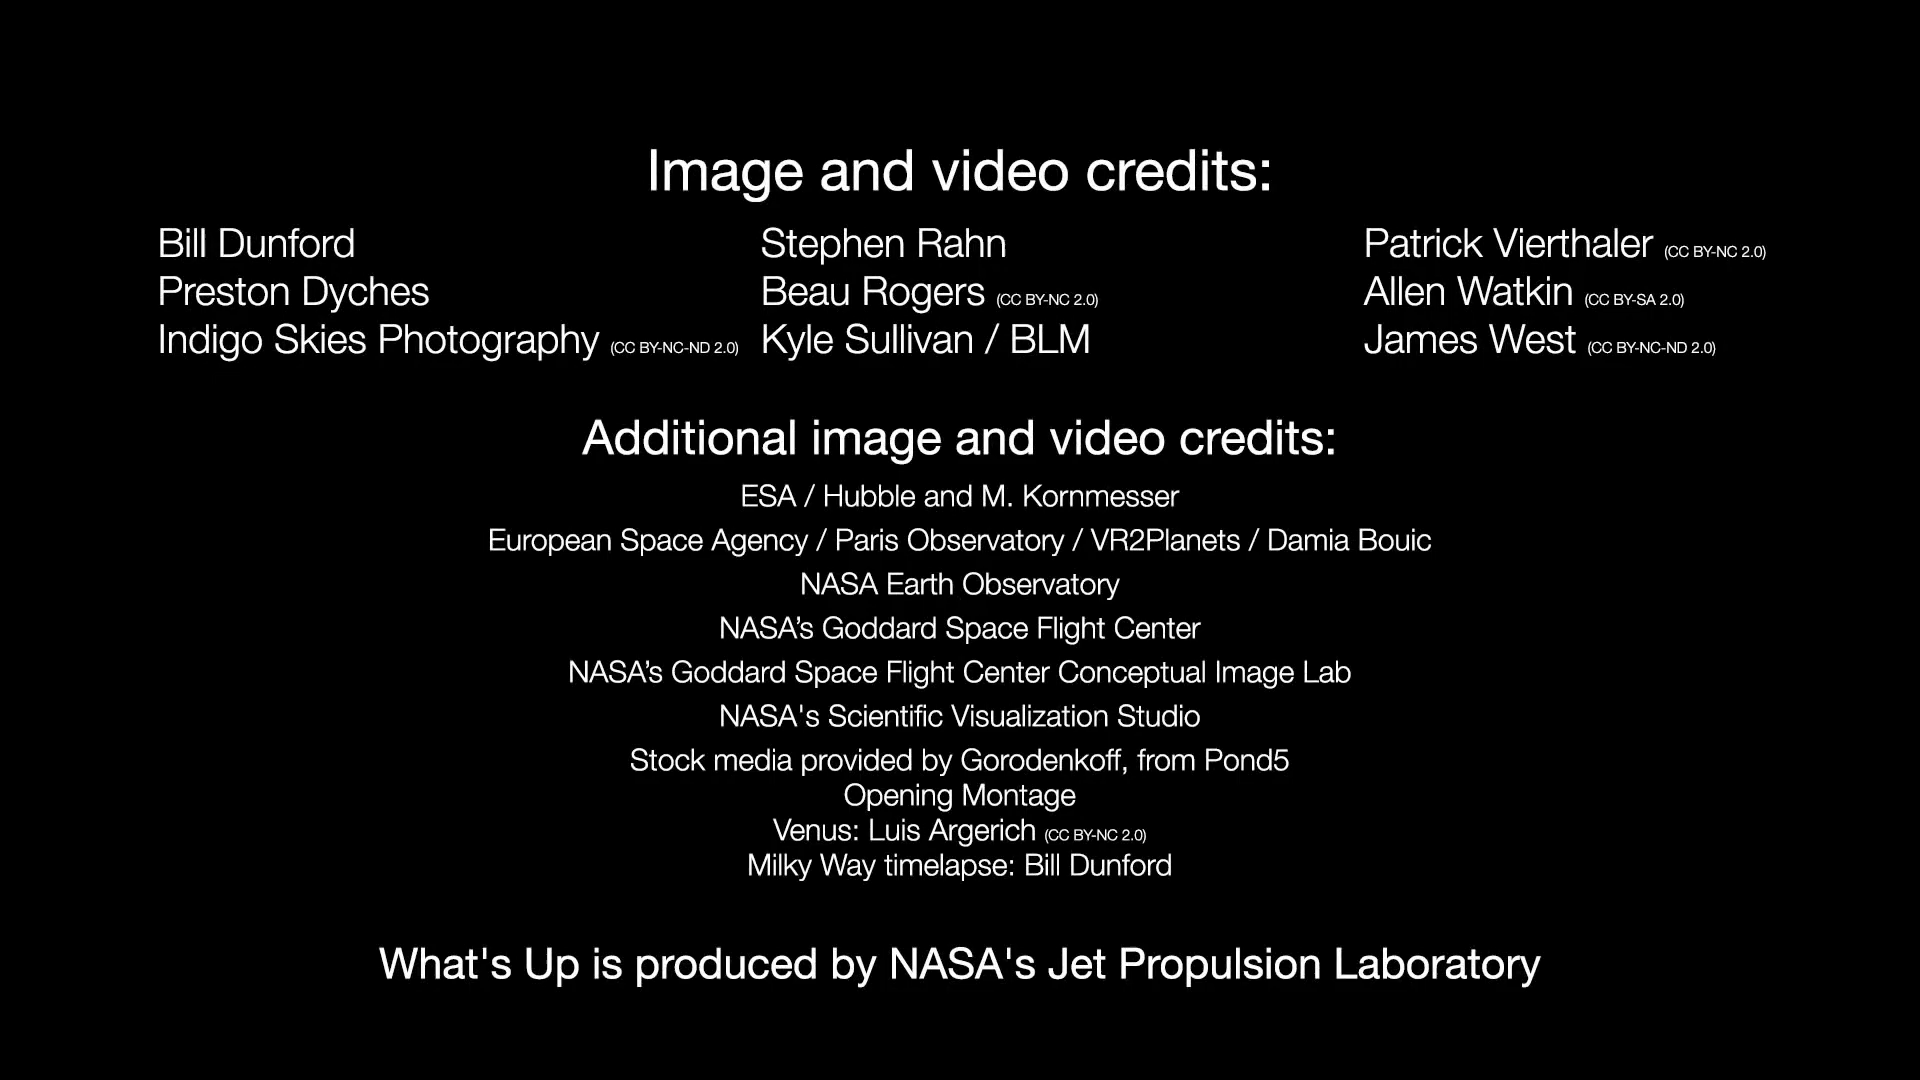 Image and video credits:
Bill Dunford
Preston Dyches
Indigo Skies Photography (CC BY-NC-ND 2.0)
Stephen Rahn
Beau Rogers (CC BY-NC 2.0)
Kyle Sullivan / BLM
Patrick Vierthaler (CC BY-NC 2.0)
Allen Watkin (CC BY-SA 2.0)
James West (CC BY-NC-ND 2.0)
Additional image and video credits:
ESA / Hubble and M. Kornmesser
European Space Agency / Paris Observatory / VR2Planets / Damia Bouic
NASA Earth Observatory
NASA’s Goddard Space Flight Center
NASA’s Goddard Space Flight Center Conceptual Image Lab
NASA's Scientific Visualization Studio
Stock media provided by Gorodenkoff, from Pond5
Opening Montage
Venus: Luis Argerich (CC BY-NC 2.0)
Milky Way timelapse: Bill Dunford
What's Up is produced by NASA's Jet Propulsion Laboratory